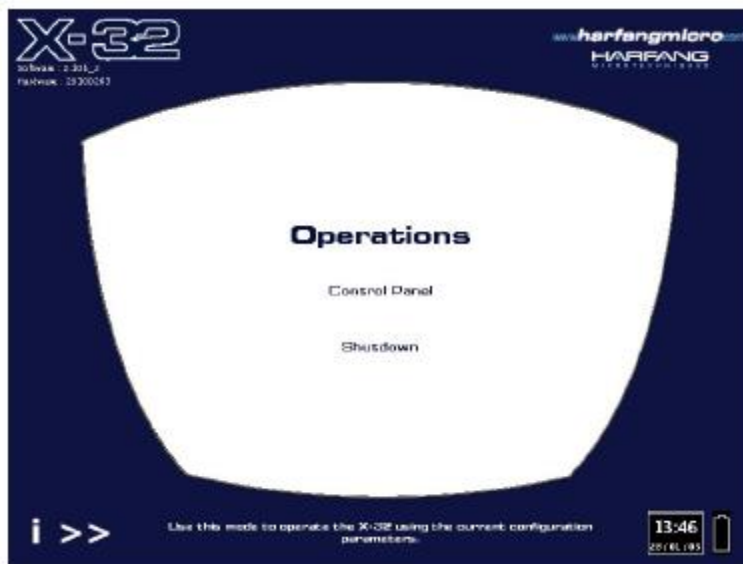 X-32
www.harfangmicro.com
HARFANG
MICROTECHNIQUES
Operations
Control Panel
Shutdown
i >>
Use this mode to operate the X-32 using the current configuration
parameters.
13:46